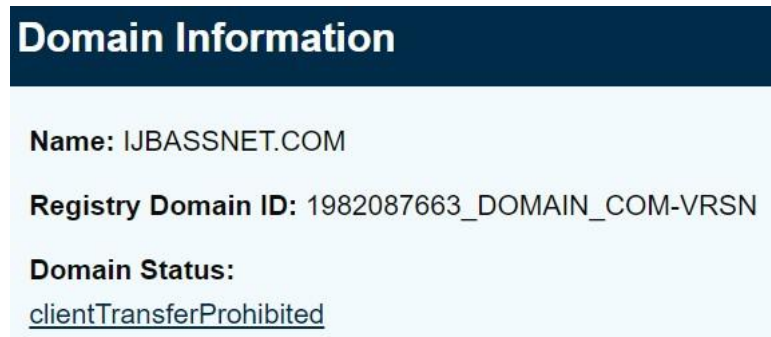 Domain Information
Name: IJBASSNET.COM
Registry Domain ID: 1982087663_DOMAIN_COM-VRSN
Domain Status:
clientTransferProhibited